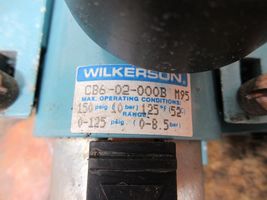 WILKERSON
CB6-02-000B M95
MAX. OPERATING CONDITIONS:
150 psig (10 bar) 125 °F (52°
RANGE:
0-125 psig (0-8.5 bar)